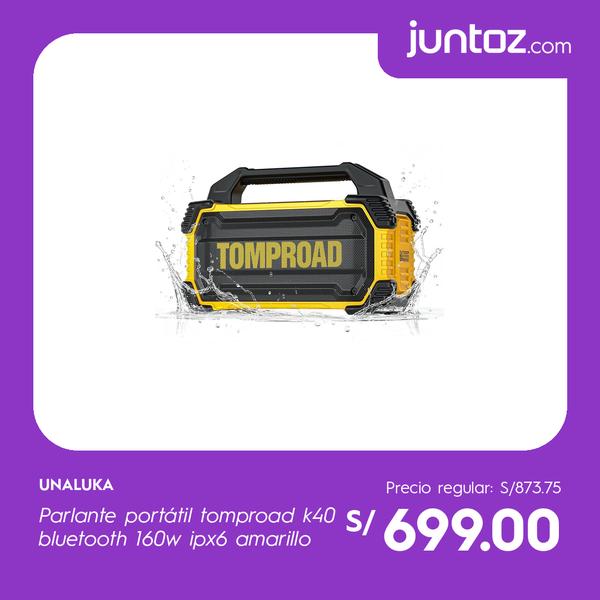 juntoz.com
TOMPROAD
UNALUKA
Parlante portátil tomproad k40
bluetooth 160w ipx6 amarillo
Precio regular: S/873.75
S/ 699.00